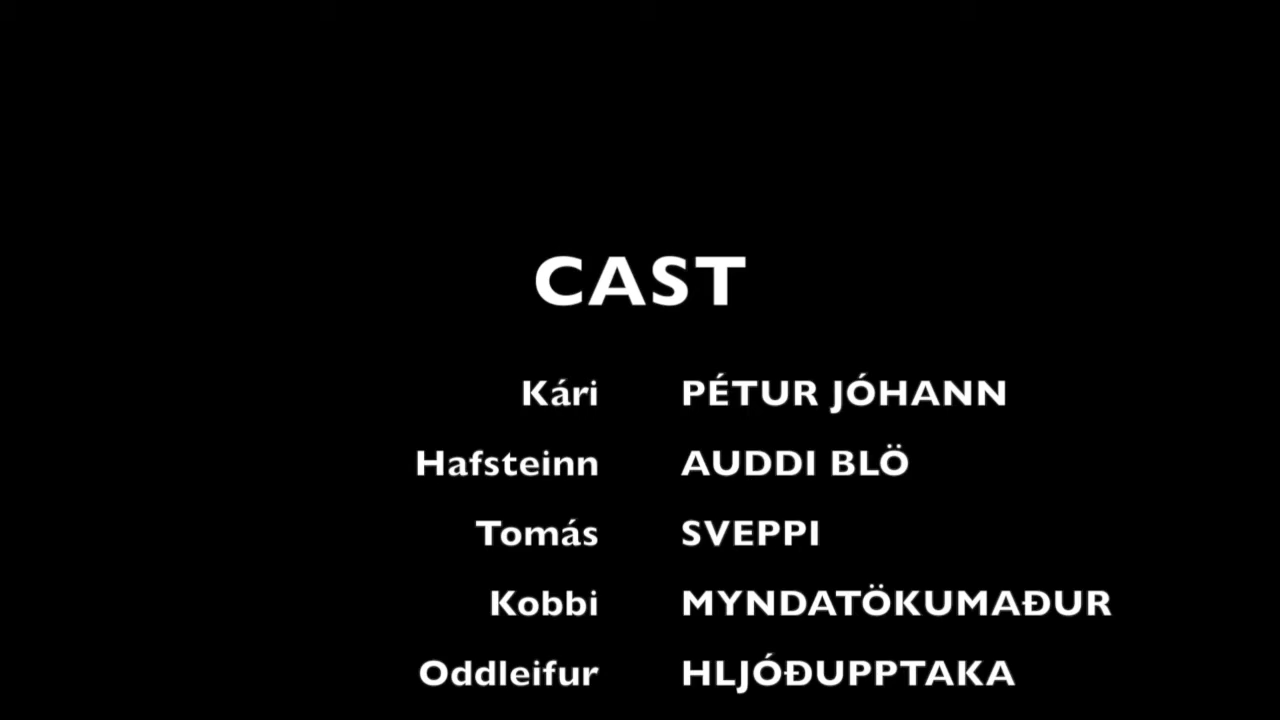 CAST
Kári PÉTUR JÓHANN
Hafsteinn AUDDI BLÖ
Tomás SVEPPI
Kobbi MYNDATÖKUMAÐUR
Oddleifur HLJÓÐUPPTAKA